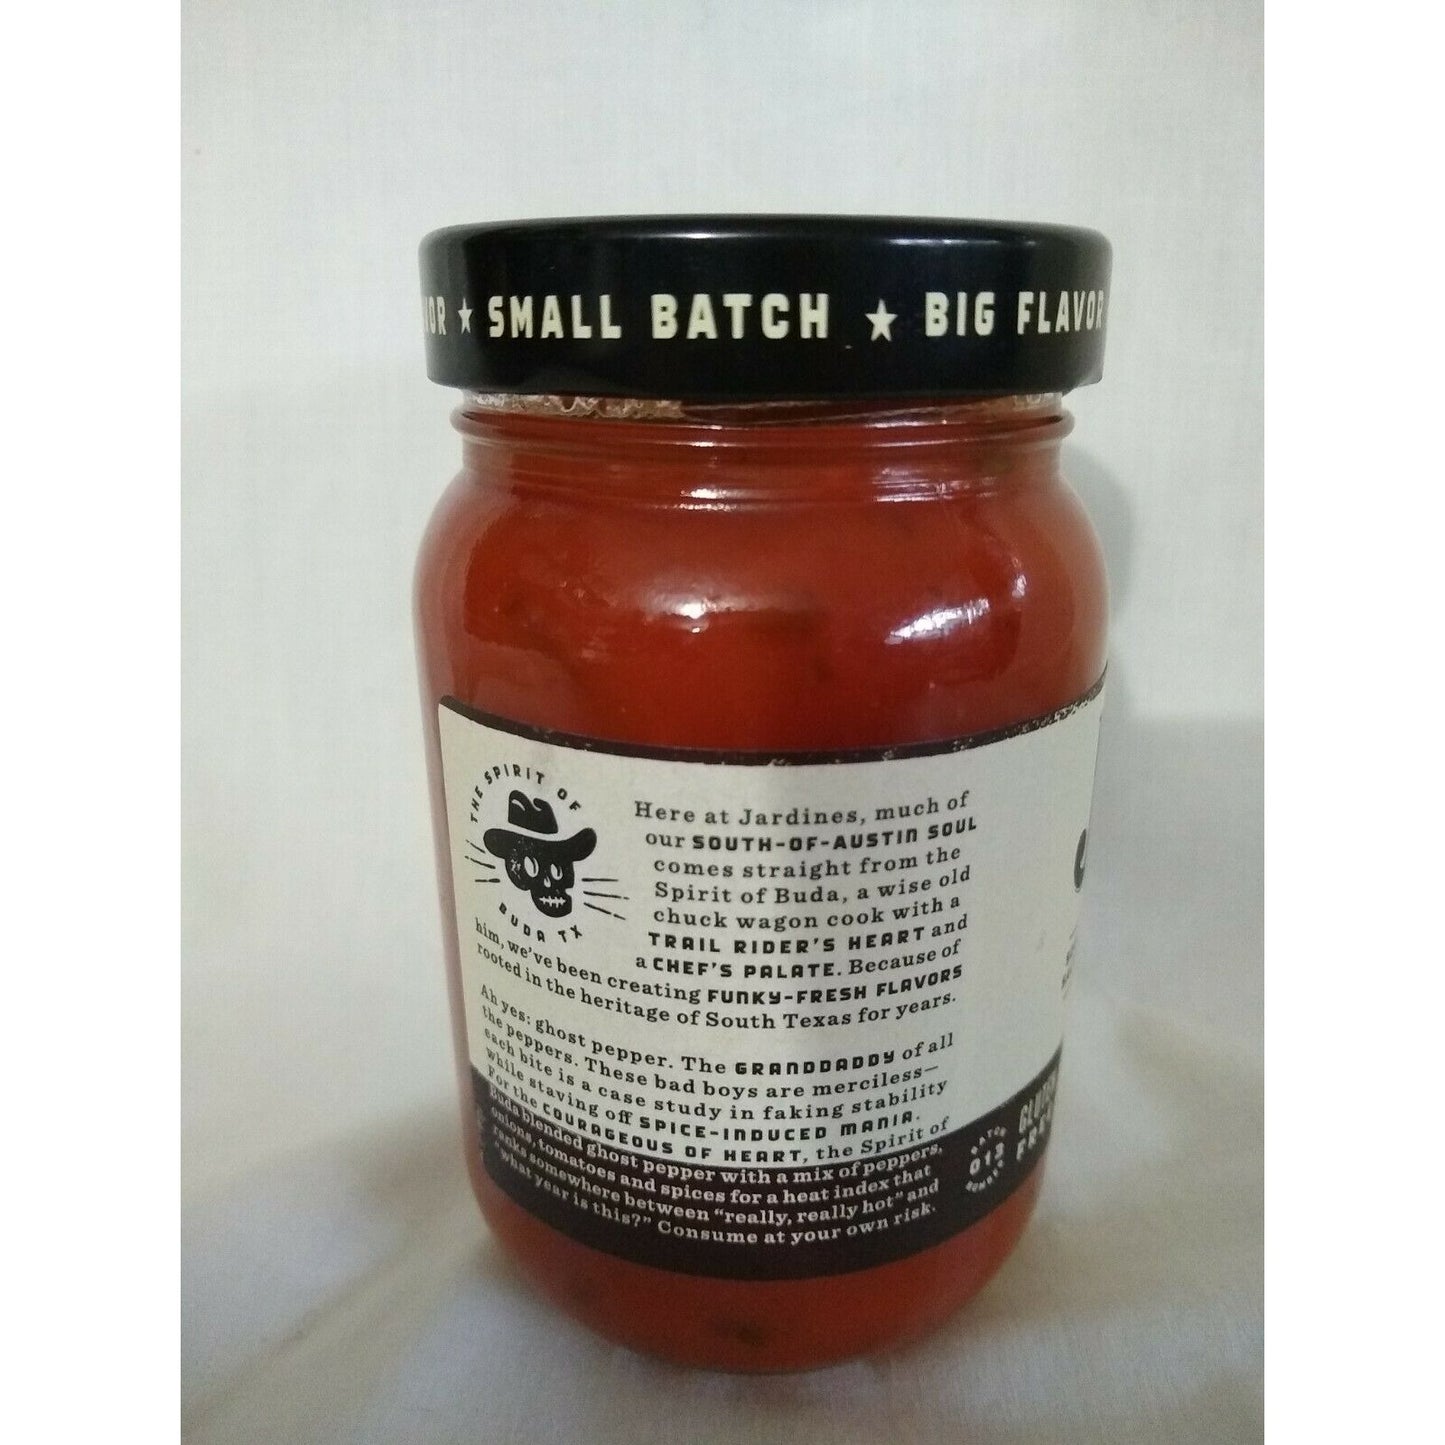 ★ SMALL BATCH ★ BIG FLAVOR
THE SPIRIT OF
BUDA TX
Here at Jardines, much of
our SOUTH-OF-AUSTIN SOUL
comes straight from the
Spirit of Buda, a wise old
chuck wagon cook with a
TRAIL RIDER'S HEART and
a CHEF'S PALATE. Because of
him, we've been creating FUNKY-FRESH FLAVORS
rooted in the heritage of South Texas for years.
Ah yes: ghost pepper. The GRANDDADDY of all
the peppers. These bad boys are merciless—
each bite is a case study in faking stability
while staving off SPICE-INDUCED MANIA.
For the COURAGEOUS OF HEART, the Spirit of
Buda blended ghost pepper with a mix of peppers,
onions, tomatoes and spices for a heat index that
ranks somewhere between "really, really hot" and
"what year is this?" Consume at your own risk.
BATCH
013
NUMBER